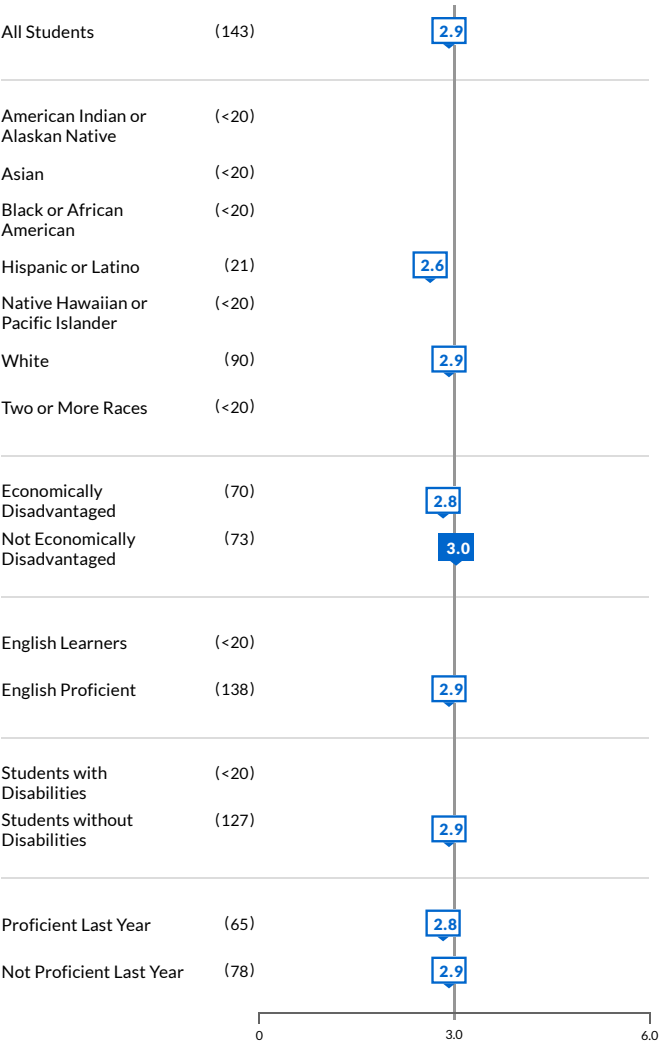 All Students (143) 2.9
American Indian or (<20)
Alaskan Native
Asian (<20)
Black or African (<20)
American
Hispanic or Latino (21) 2.6
Native Hawaiian or (<20)
Pacific Islander
White (90) 2.9
Two or More Races (<20)
Economically (70) 2.8
Disadvantaged
Not Economically (73) 3.0
Disadvantaged
English Learners (<20)
English Proficient (138) 2.9
Students with (<20)
Disabilities
Students without (127) 2.9
Disabilities
Proficient Last Year (65) 2.8
Not Proficient Last Year (78) 2.9
0 3.0 6.0